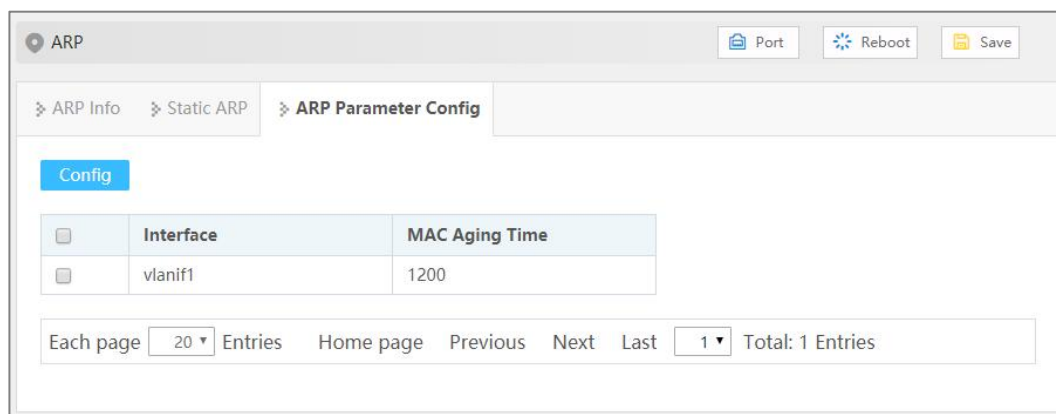 ARP Port Reboot Save
ARP Info Static ARP ARP Parameter Config
Config
Interface MAC Aging Time
vlanif1 1200
Each page 20 Entries Home page Previous Next Last 1 Total: 1 Entries